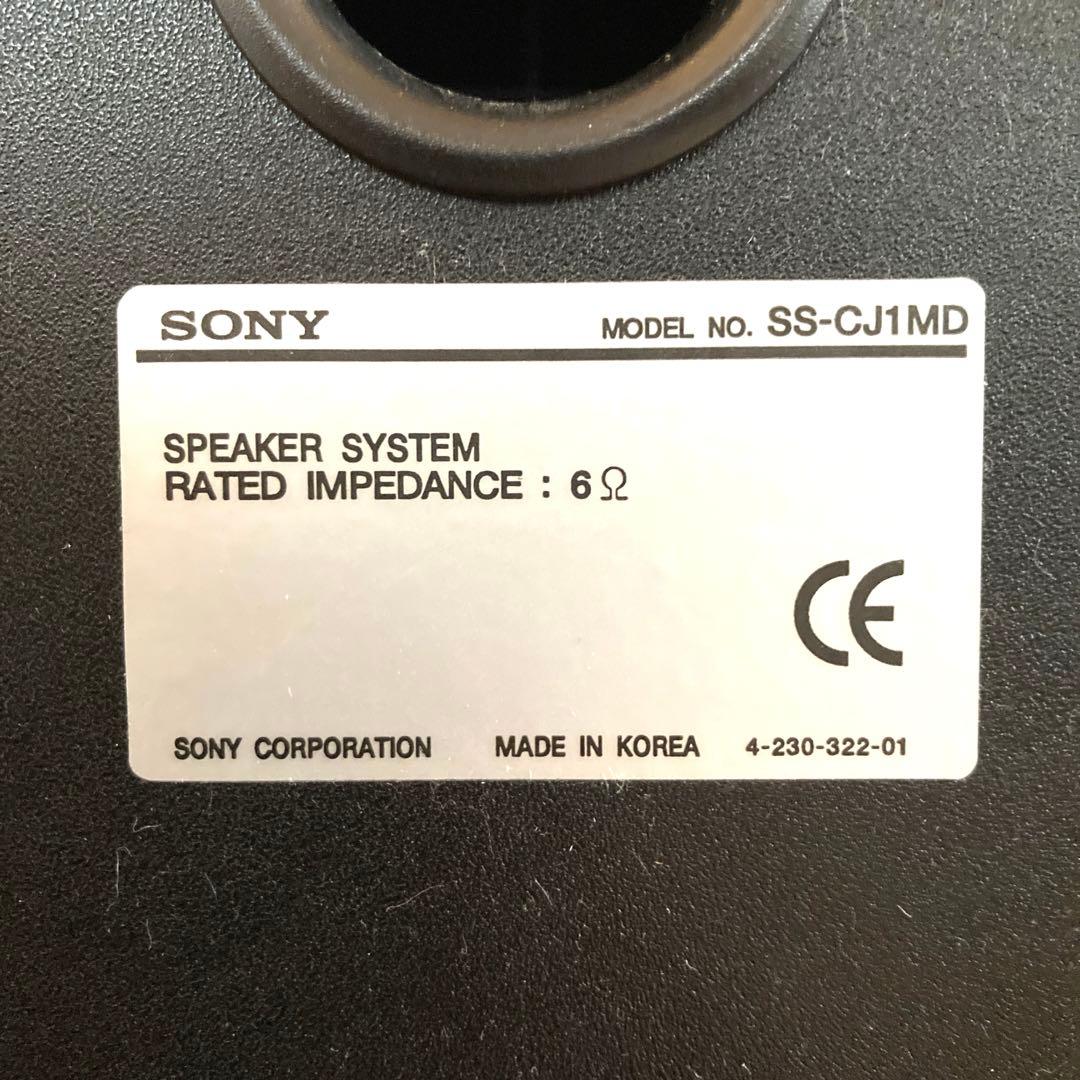 SONY MODEL NO. SS-CJ1MD
SPEAKER SYSTEM
RATED IMPEDANCE : 6Ω
CE
SONY CORPORATION MADE IN KOREA 4-230-322-01